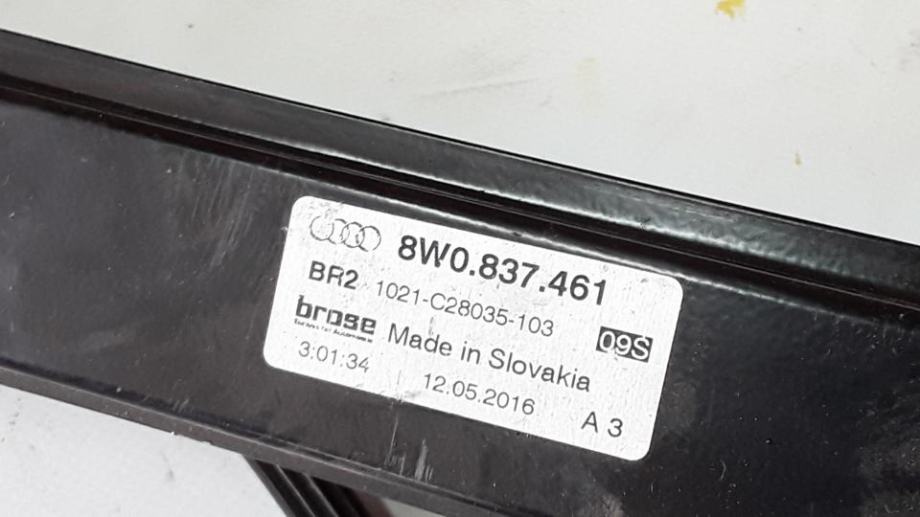 8W0.837.461
BR2 1021-C28035-103
brose 09S
Made in Slovakia
3:01:34 12.05.2016 A 3